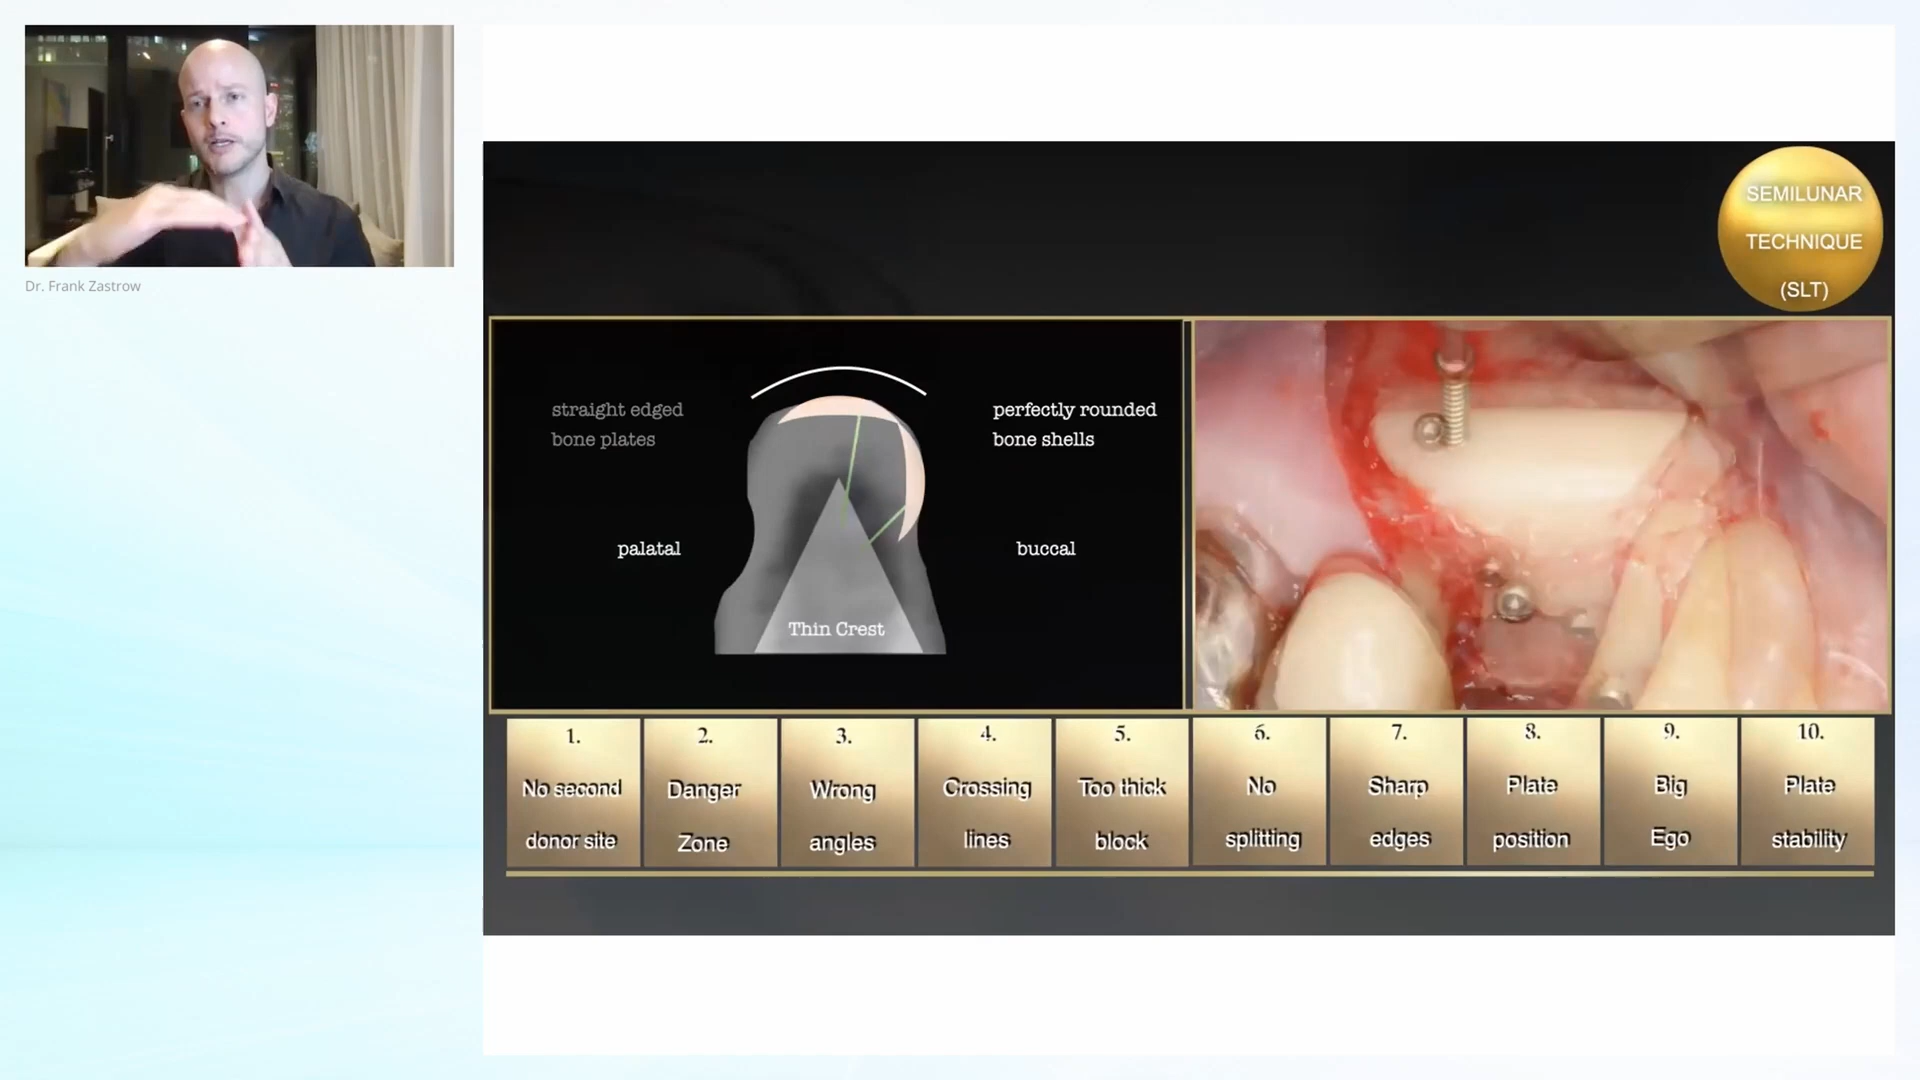 Dr. Frank Zastrow
SEMILUNAR
TECHNIQUE
(SLT)
straight edged
bone plates
perfectly rounded
bone shells
palatal
buccal
Thin Crest
1.
No second
donor site
2.
Danger
Zone
3.
Wrong
angles
4.
Crossing
lines
5.
Too thick
block
6.
No
splitting
7.
Sharp
edges
8.
Plate
position
9.
Big
Ego
10.
Plate
stability